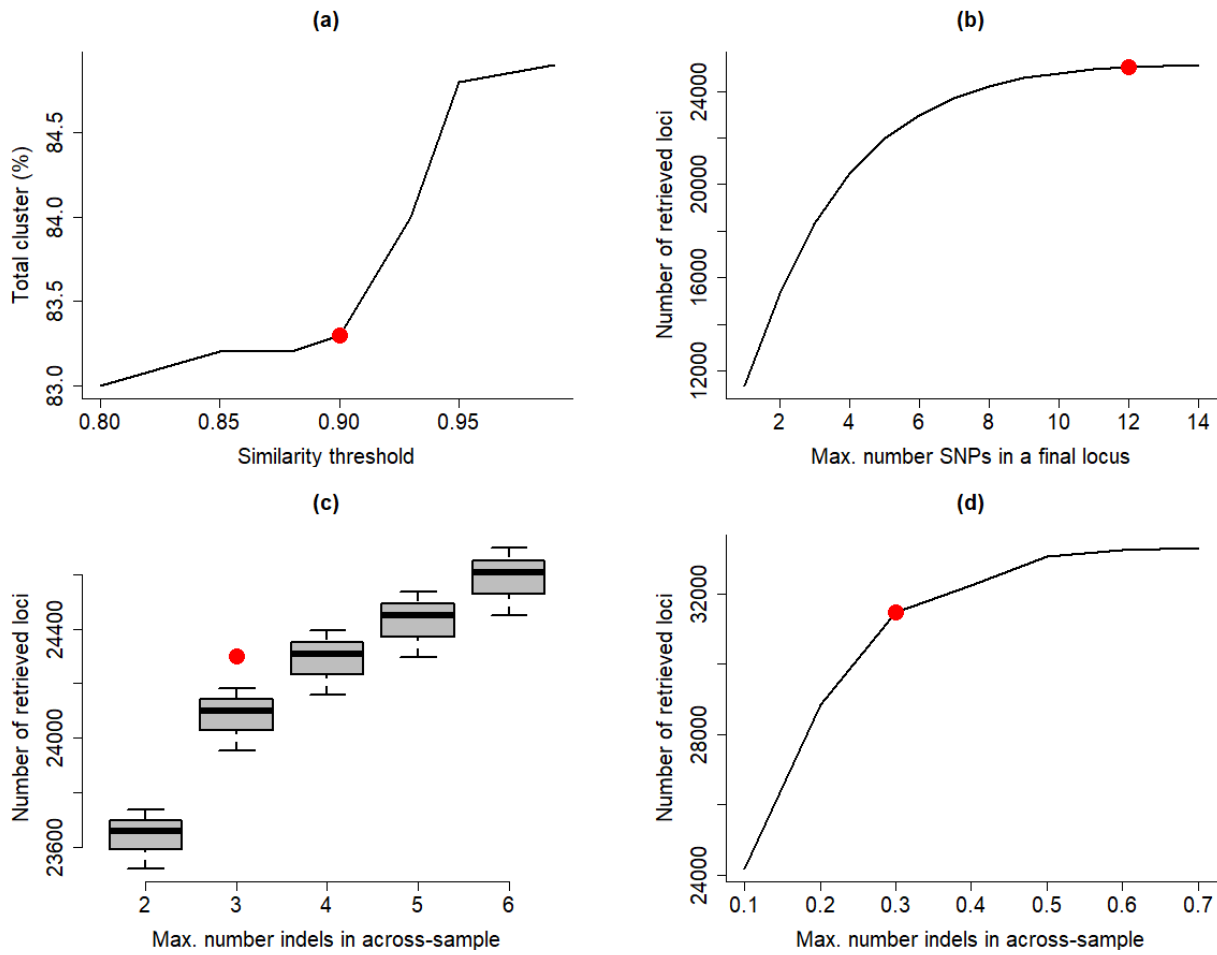 (a)
Total cluster (%)
84.5
84.0
83.5
83.0
0.80 0.85 0.90 0.95
Similarity threshold
(b)
Number of retrieved loci
24000
20000
16000
12000
2 4 6 8 10 12 14
Max. number SNPs in a final locus
(c)
Number of retrieved loci
24400
24000
23600
2 3 4 5 6
Max. number indels in across-sample
(d)
Number of retrieved loci
32000
28000
24000
0.1 0.2 0.3 0.4 0.5 0.6 0.7
Max. number indels in across-sample